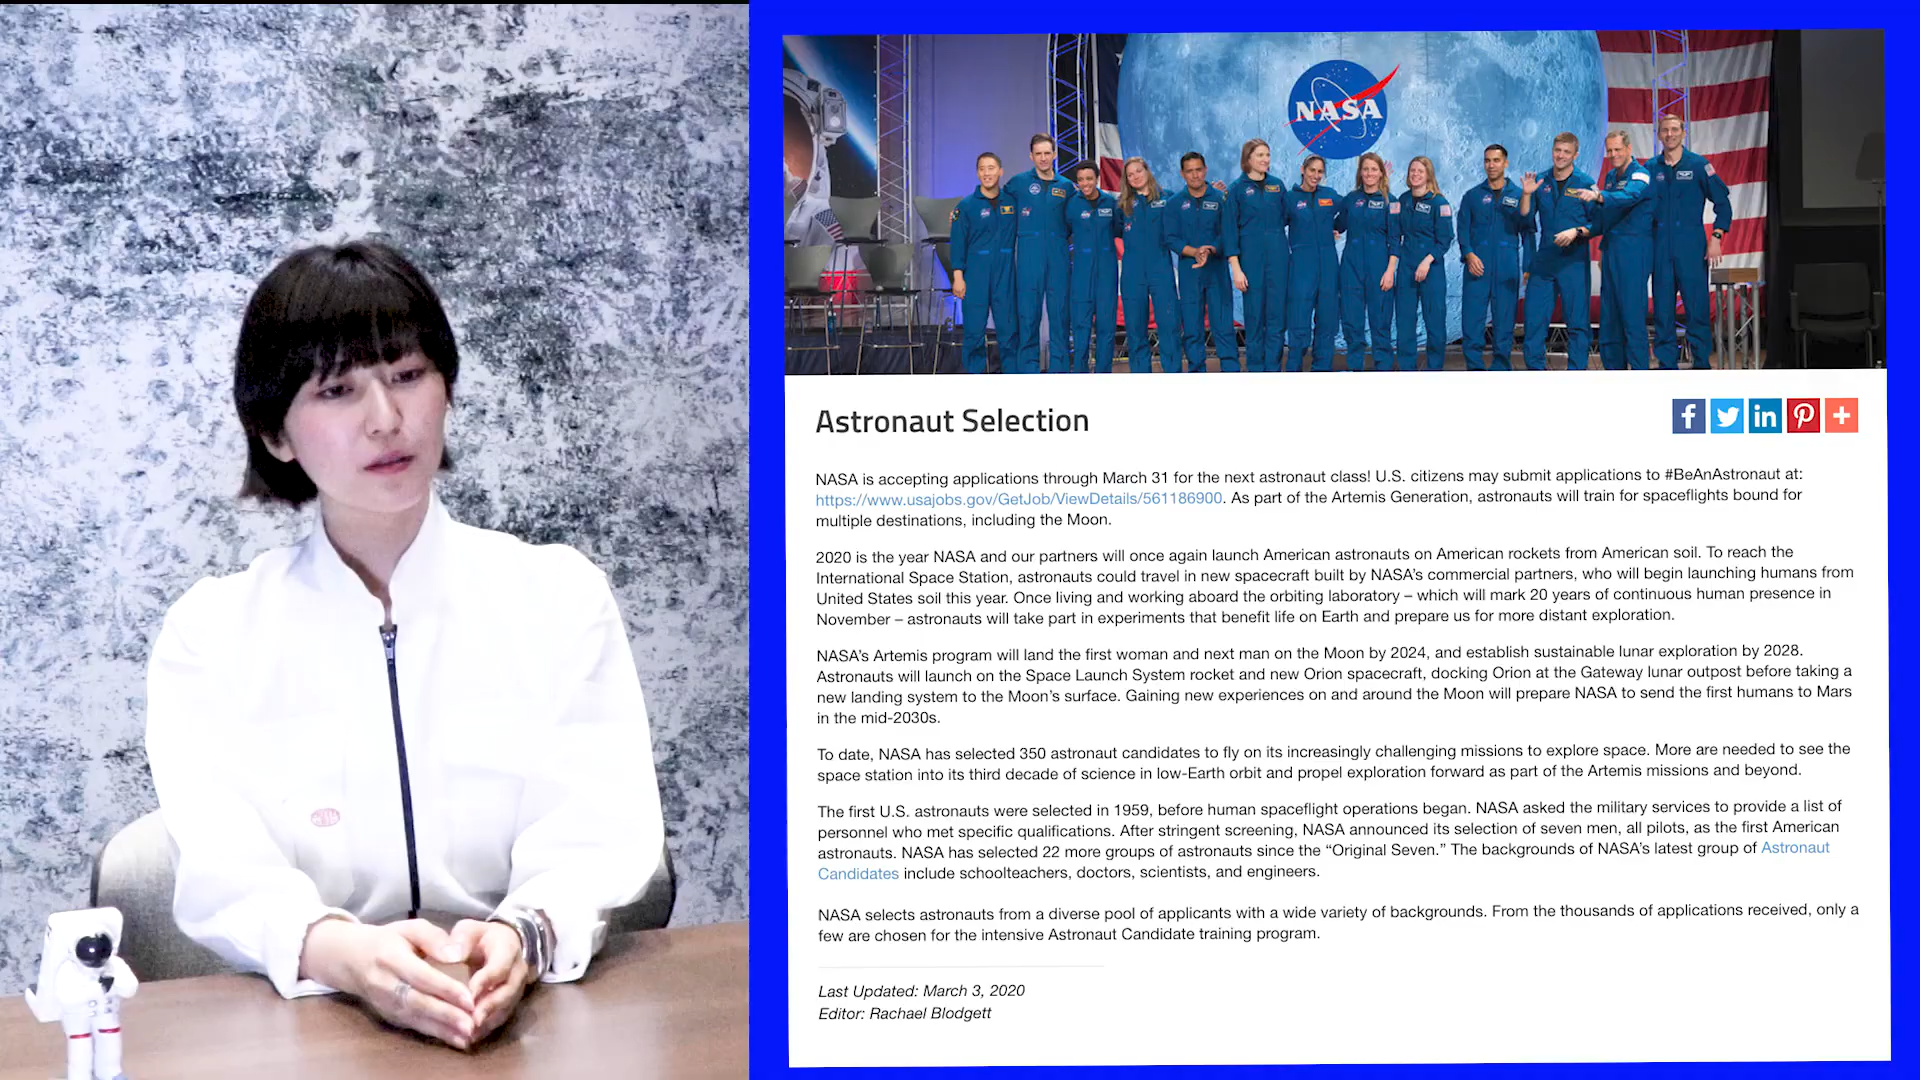 NASA
Astronaut Selection
NASA is accepting applications through March 31 for the next astronaut class! U.S. citizens may submit applications to #BeAnAstronaut at:
https://www.usajobs.gov/GetJob/ViewDetails/561186900. As part of the Artemis Generation, astronauts will train for spaceflights bound for
multiple destinations, including the Moon.
2020 is the year NASA and our partners will once again launch American astronauts on American rockets from American soil. To reach the
International Space Station, astronauts could travel in new spacecraft built by NASA’s commercial partners, who will begin launching humans from
United States soil this year. Once living and working aboard the orbiting laboratory – which will mark 20 years of continuous human presence in
November – astronauts will take part in experiments that benefit life on Earth and prepare us for more distant exploration.
NASA’s Artemis program will land the first woman and next man on the Moon by 2024, and establish sustainable lunar exploration by 2028.
Astronauts will launch on the Space Launch System rocket and new Orion spacecraft, docking Orion at the Gateway lunar outpost before taking a
new landing system to the Moon’s surface. Gaining new experiences on and around the Moon will prepare NASA to send the first humans to Mars
in the mid-2030s.
To date, NASA has selected 350 astronaut candidates to fly on its increasingly challenging missions to explore space. More are needed to see the
space station into its third decade of science in low-Earth orbit and propel exploration forward as part of the Artemis missions and beyond.
The first U.S. astronauts were selected in 1959, before human spaceflight operations began. NASA asked the military services to provide a list of
personnel who met specific qualifications. After stringent screening, NASA announced its selection of seven men, all pilots, as the first American
astronauts. NASA has selected 22 more groups of astronauts since the “Original Seven.” The backgrounds of NASA’s latest group of Astronaut
Candidates include schoolteachers, doctors, scientists, and engineers.
NASA selects astronauts from a diverse pool of applicants with a wide variety of backgrounds. From the thousands of applications received, only a
few are chosen for the intensive Astronaut Candidate training program.
Last Updated: March 3, 2020
Editor: Rachael Blodgett